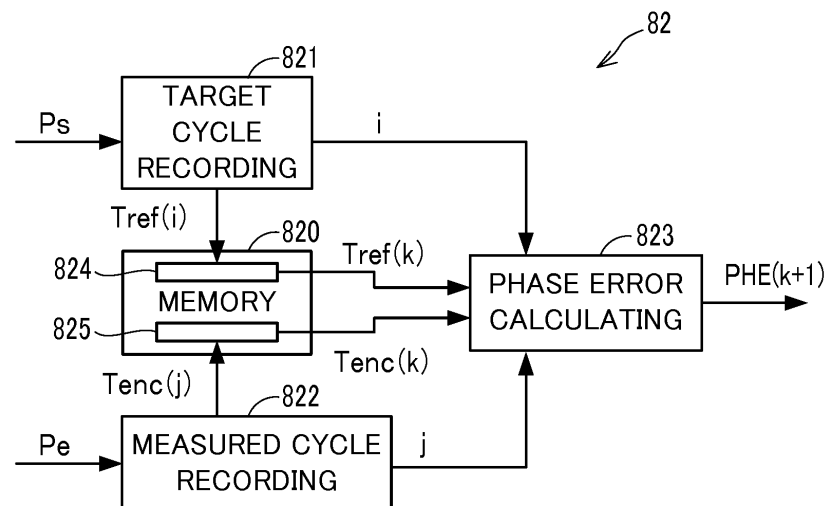 82
821
TARGET
CYCLE
RECORDING
Ps
i
Tref(i)
820
824
MEMORY
825
Tref(k)
Tenc(k)
823
PHASE ERROR
CALCULATING
PHE(k+1)
Tenc(j)
822
Pe
MEASURED CYCLE
RECORDING
j